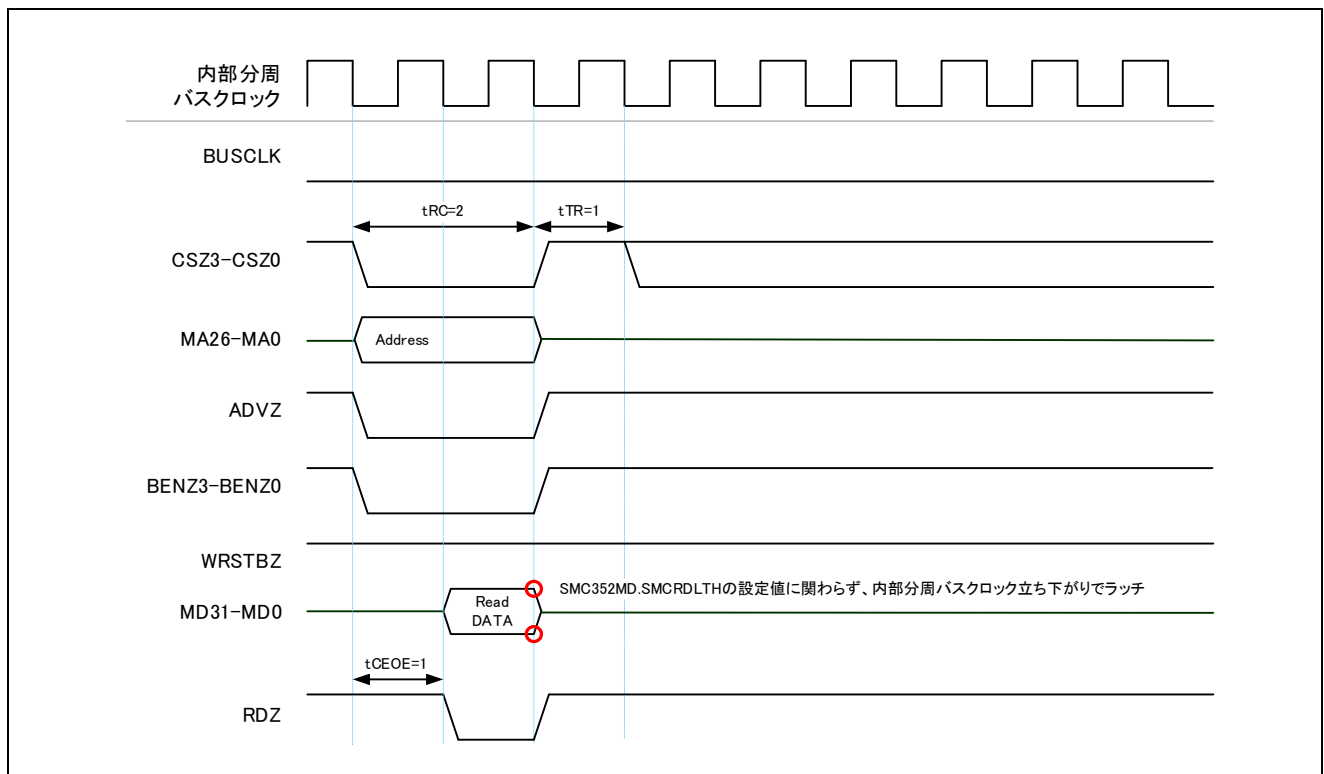 内部分周
バスクロック
BUSCLK
tRC=2
tTR=1
CSZ3-CSZ0
MA26-MA0
Address
ADVZ
BENZ3-BENZ0
WRSTBZ
SMC352MD.SMCRDLTHの設定値に関わらず、内部分周バスクロック立ち下がりでラッチ
MD31-MD0
Read
DATA
tCEOE=1
RDZ